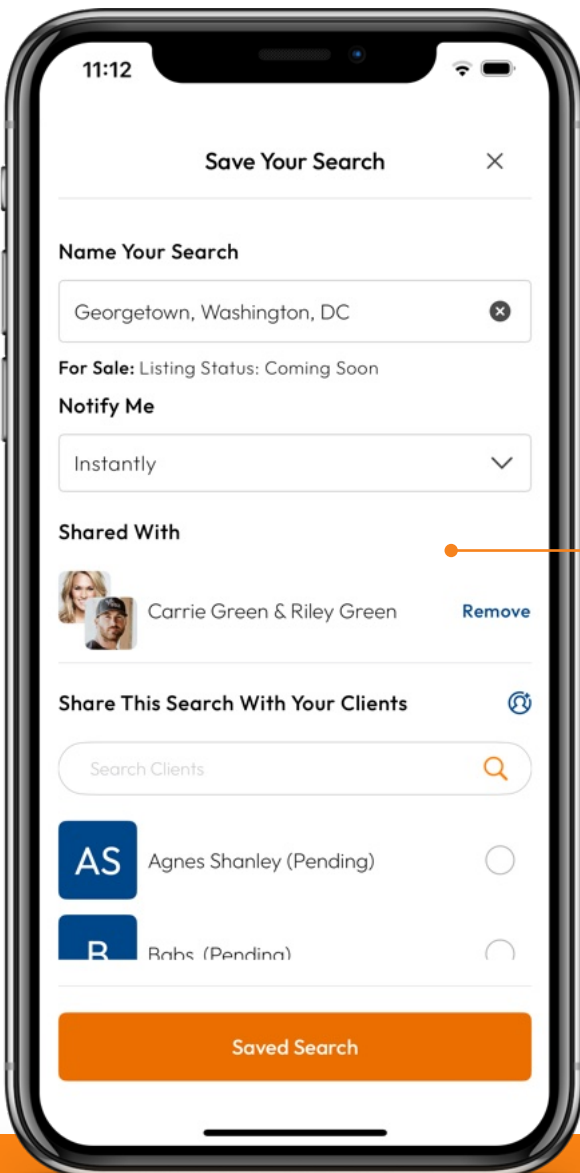 11:12
Save Your Search
Name Your Search
Georgetown, Washington, DC
For Sale: Listing Status: Coming Soon
Notify Me
Instantly
Shared With
Carrie Green & Riley Green Remove
Share This Search With Your Clients
Search Clients
AS Agnes Shanley (Pending)
B Babs (Pending)
Saved Search